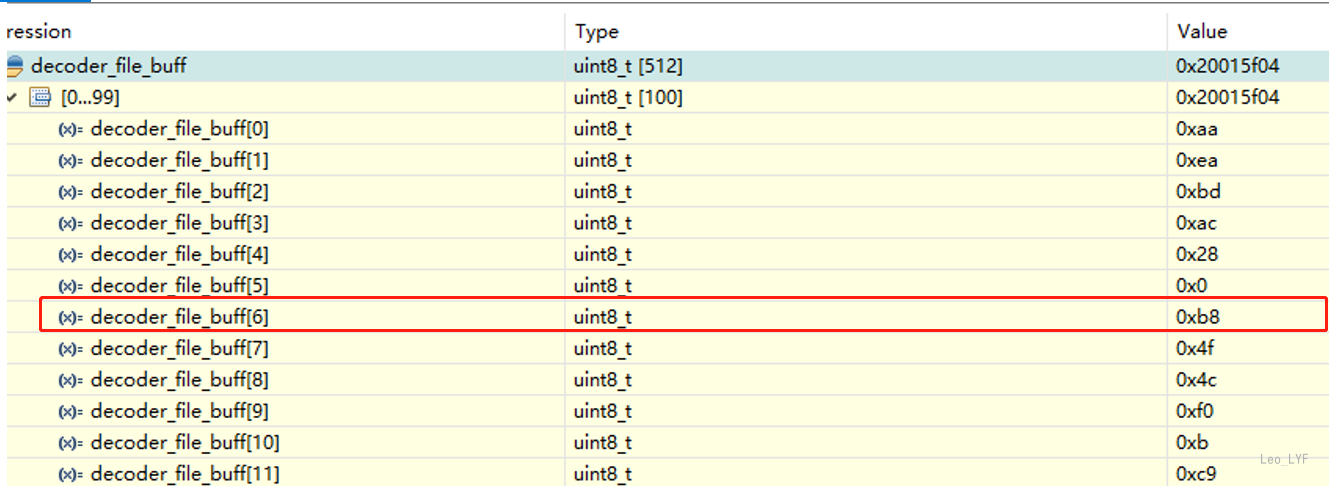 ression Type Value
decoder_file_buff uint8_t [512] 0x20015f04
[0...99] uint8_t [100] 0x20015f04
(x)= decoder_file_buff[0] uint8_t 0xaa
(x)= decoder_file_buff[1] uint8_t 0xea
(x)= decoder_file_buff[2] uint8_t 0xbd
(x)= decoder_file_buff[3] uint8_t 0xac
(x)= decoder_file_buff[4] uint8_t 0x28
(x)= decoder_file_buff[5] uint8_t 0x0
(x)= decoder_file_buff[6] uint8_t 0xb8
(x)= decoder_file_buff[7] uint8_t 0x4f
(x)= decoder_file_buff[8] uint8_t 0x4c
(x)= decoder_file_buff[9] uint8_t 0xf0
(x)= decoder_file_buff[10] uint8_t 0xb
(x)= decoder_file_buff[11] uint8_t 0xc9
Leo_LYF